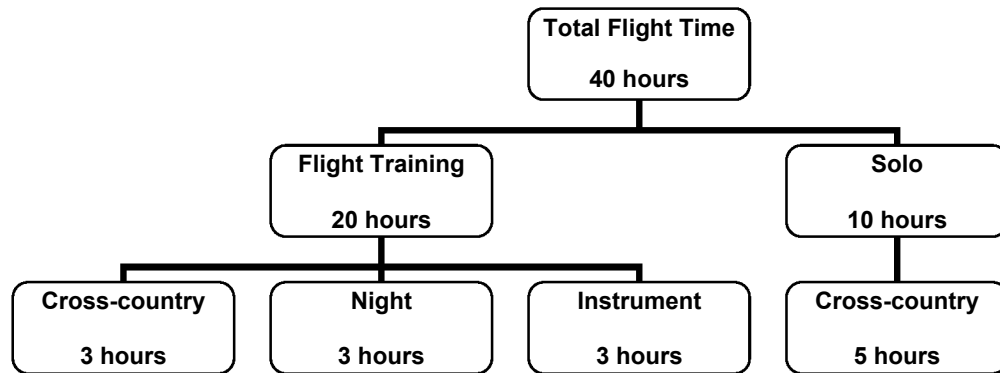 Total Flight Time
40 hours
Flight Training
20 hours
Solo
10 hours
Cross-country
3 hours
Night
3 hours
Instrument
3 hours
Cross-country
5 hours